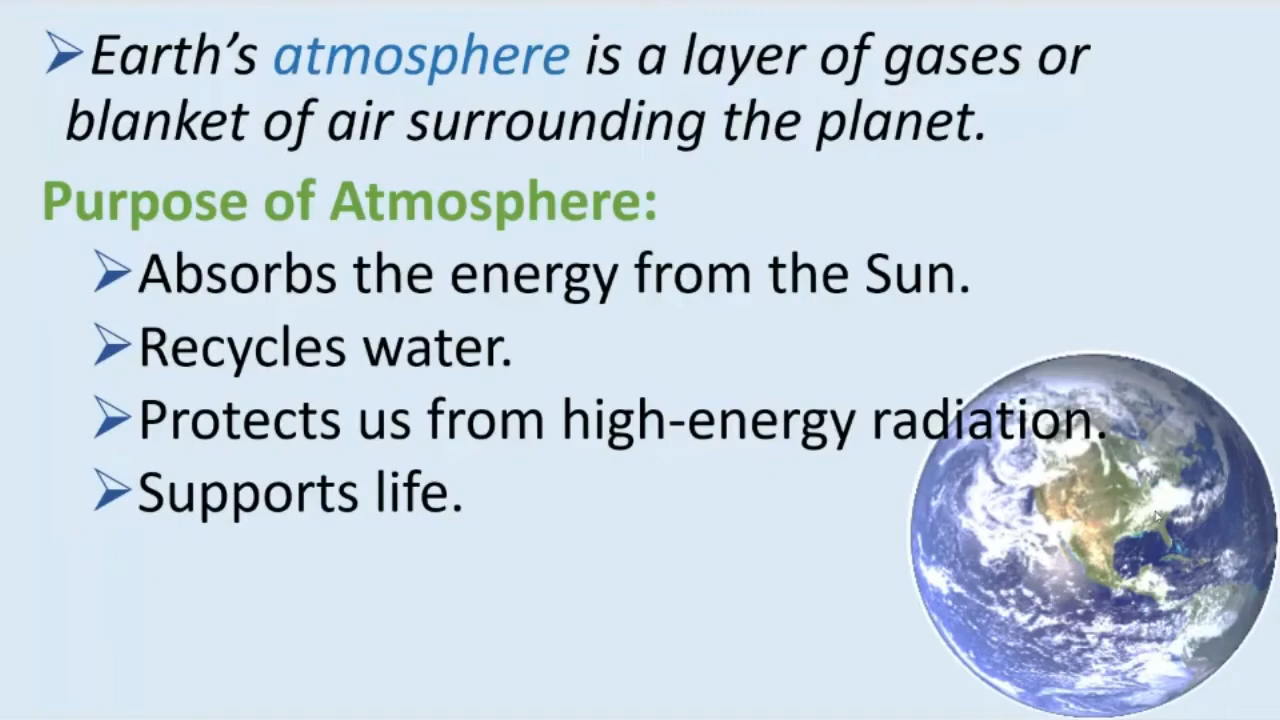 Earth’s atmosphere is a layer of gases or
blanket of air surrounding the planet.
Purpose of Atmosphere:
Absorbs the energy from the Sun.
Recycles water.
Protects us from high-energy radiation.
Supports life.